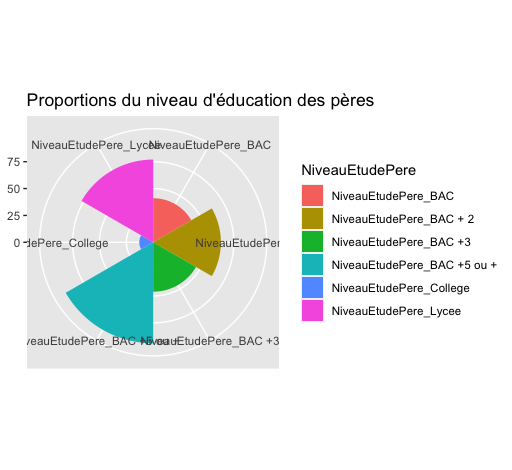 Proportions du niveau d'éducation des pères
NiveauEtudePere_Lycee
NiveauEtudePere_BAC
75
50
25
0
dePere_College
NiveauEtudePer
veauEtudePere_BAC +5 ou +
NiveauEtudePere_BAC +3
NiveauEtudePere
NiveauEtudePere_BAC
NiveauEtudePere_BAC + 2
NiveauEtudePere_BAC +3
NiveauEtudePere_BAC +5 ou +
NiveauEtudePere_College
NiveauEtudePere_Lycee